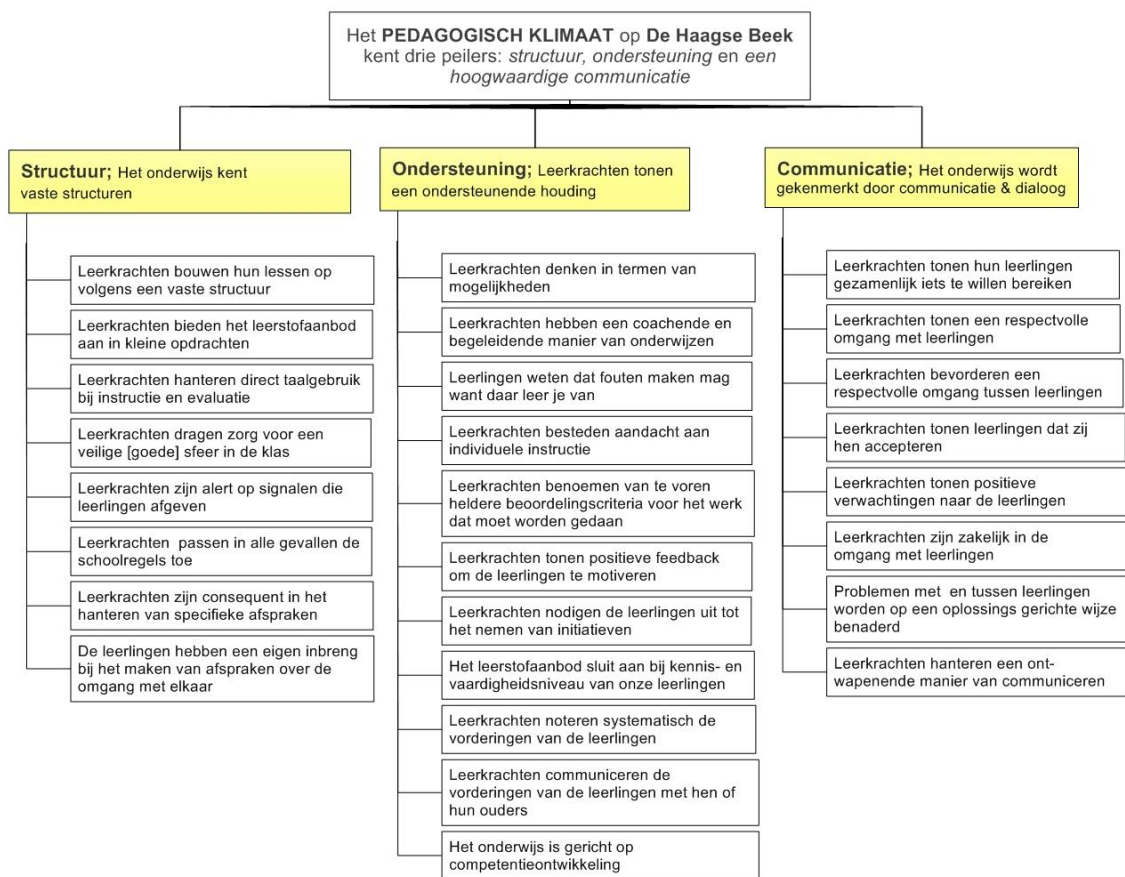 Het PEDAGOGISCH KLIMAAT op De Haagse Beek
kent drie peilers: structuur, ondersteuning en een
hoogwaardige communicatie
Structuur; Het onderwijs kent
vaste structuren
Leerkrachten bouwen hun lessen op
volgens een vaste structuur
Leerkrachten bieden het leerstofaanbod
aan in kleine opdrachten
Leerkrachten hanteren direct taalgebruik
bij instructie en evaluatie
Leerkrachten dragen zorg voor een
veilige [goede] sfeer in de klas
Leerkrachten zijn alert op signalen die
leerlingen afgeven
Leerkrachten  passen in alle gevallen de
schoolregels toe
Leerkrachten zijn consequent in het
hanteren van specifieke afspraken
De leerlingen hebben een eigen inbreng
bij het maken van afspraken over de
omgang met elkaar
Ondersteuning; Leerkrachten tonen
een ondersteunende houding
Leerkrachten denken in termen van
mogelijkheden
Leerkrachten hebben een coachende en
begeleidende manier van onderwijzen
Leerlingen weten dat fouten maken mag
want daar leer je van
Leerkrachten besteden aandacht aan
individuele instructie
Leerkrachten benoemen van te voren
heldere beoordelingscriteria voor het werk
dat moet worden gedaan
Leerkrachten tonen positieve feedback
om de leerlingen te motiveren
Leerkrachten nodigen de leerlingen uit tot
het nemen van initiatieven
Het leerstofaanbod sluit aan bij kennis- en
vaardigheidsniveau van onze leerlingen
Leerkrachten noteren systematisch de
vorderingen van de leerlingen
Leerkrachten communiceren de
vorderingen van de leerlingen met hen of
hun ouders
Het onderwijs is gericht op
competentieontwikkeling
Communicatie; Het onderwijs wordt
gekenmerkt door communicatie & dialoog
Leerkrachten tonen hun leerlingen
gezamenlijk iets te willen bereiken
Leerkrachten tonen een respectvolle
omgang met leerlingen
Leerkrachten bevorderen een
respectvolle omgang tussen leerlingen
Leerkrachten tonen leerlingen dat zij
hen accepteren
Leerkrachten tonen positieve
verwachtingen naar de leerlingen
Leerkrachten zijn zakelijk in de
omgang met leerlingen
Problemen met  en tussen leerlingen
worden op een oplossings gerichte wijze
benaderd
Leerkrachten hanteren een ont-
wapenende manier van communiceren